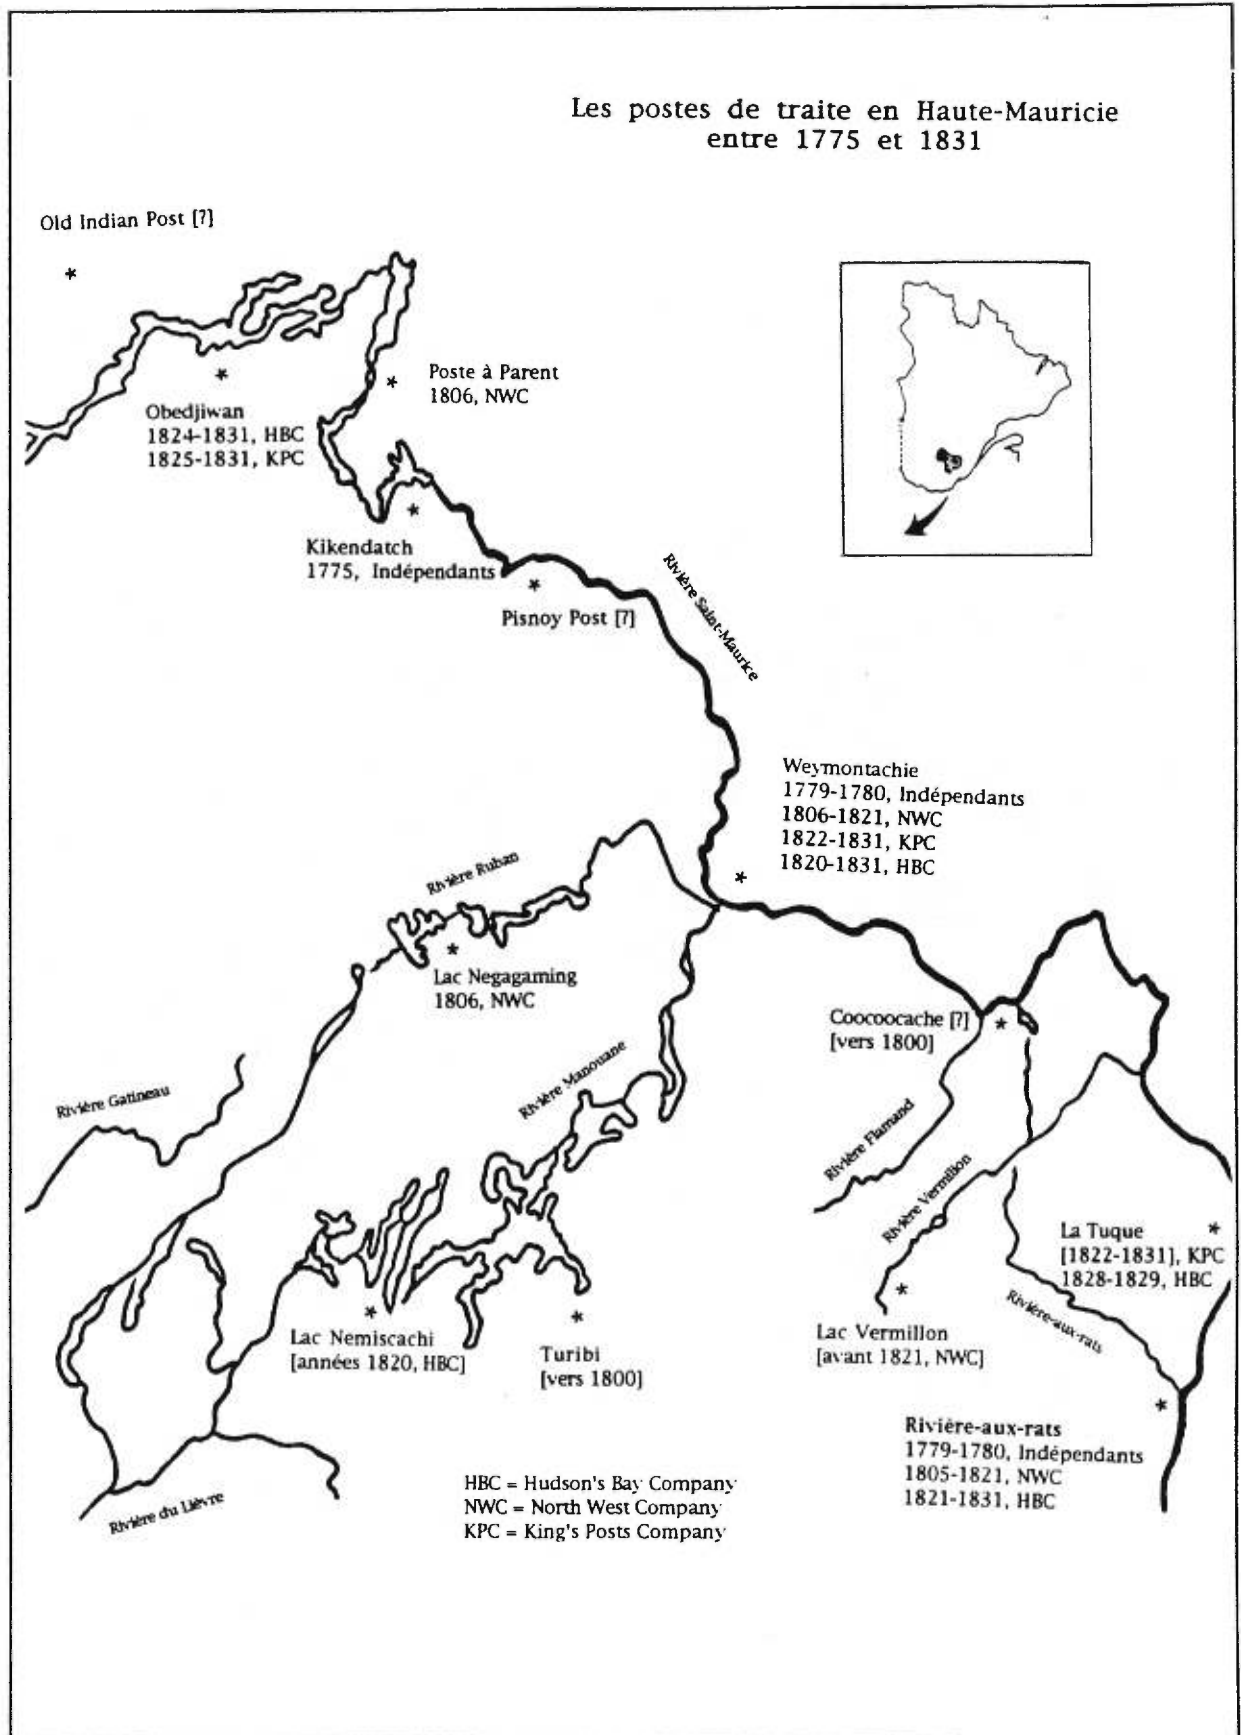 Les postes de traite en Haute-Mauricie
entre 1775 et 1831
Old Indian Post [?]
*
*
Obedjiwan
1824-1831, HBC
1825-1831, KPC
*
Poste à Parent
1806, NWC
*
Kikendatch
1775, Indépendants
*
Pisnoy Post [?]
Rivière Saint-Maurice
Weymontachie
1779-1780, Indépendants
1806-1821, NWC
1822-1831, KPC
1820-1831, HBC
*
Rivière Ruban
*
Lac Negagaming
1806, NWC
Coocoocache [?]
[vers 1800]
*
Rivière Manouane
Rivière Gatineau
Rivière Flamand
Rivière Vermillon
La Tuque
[1822-1831], KPC
1828-1829, HBC
*
Rivière-aux-rats
*
Lac Nemiscachi
[années 1820, HBC]
*
Turibi
[vers 1800]
*
Lac Vermillon
[avant 1821, NWC]
*
Rivière-aux-rats
1779-1780, Indépendants
1805-1821, NWC
1821-1831, HBC
Rivière du Lièvre
HBC = Hudson's Bay Company
NWC = North West Company
KPC = King's Posts Company